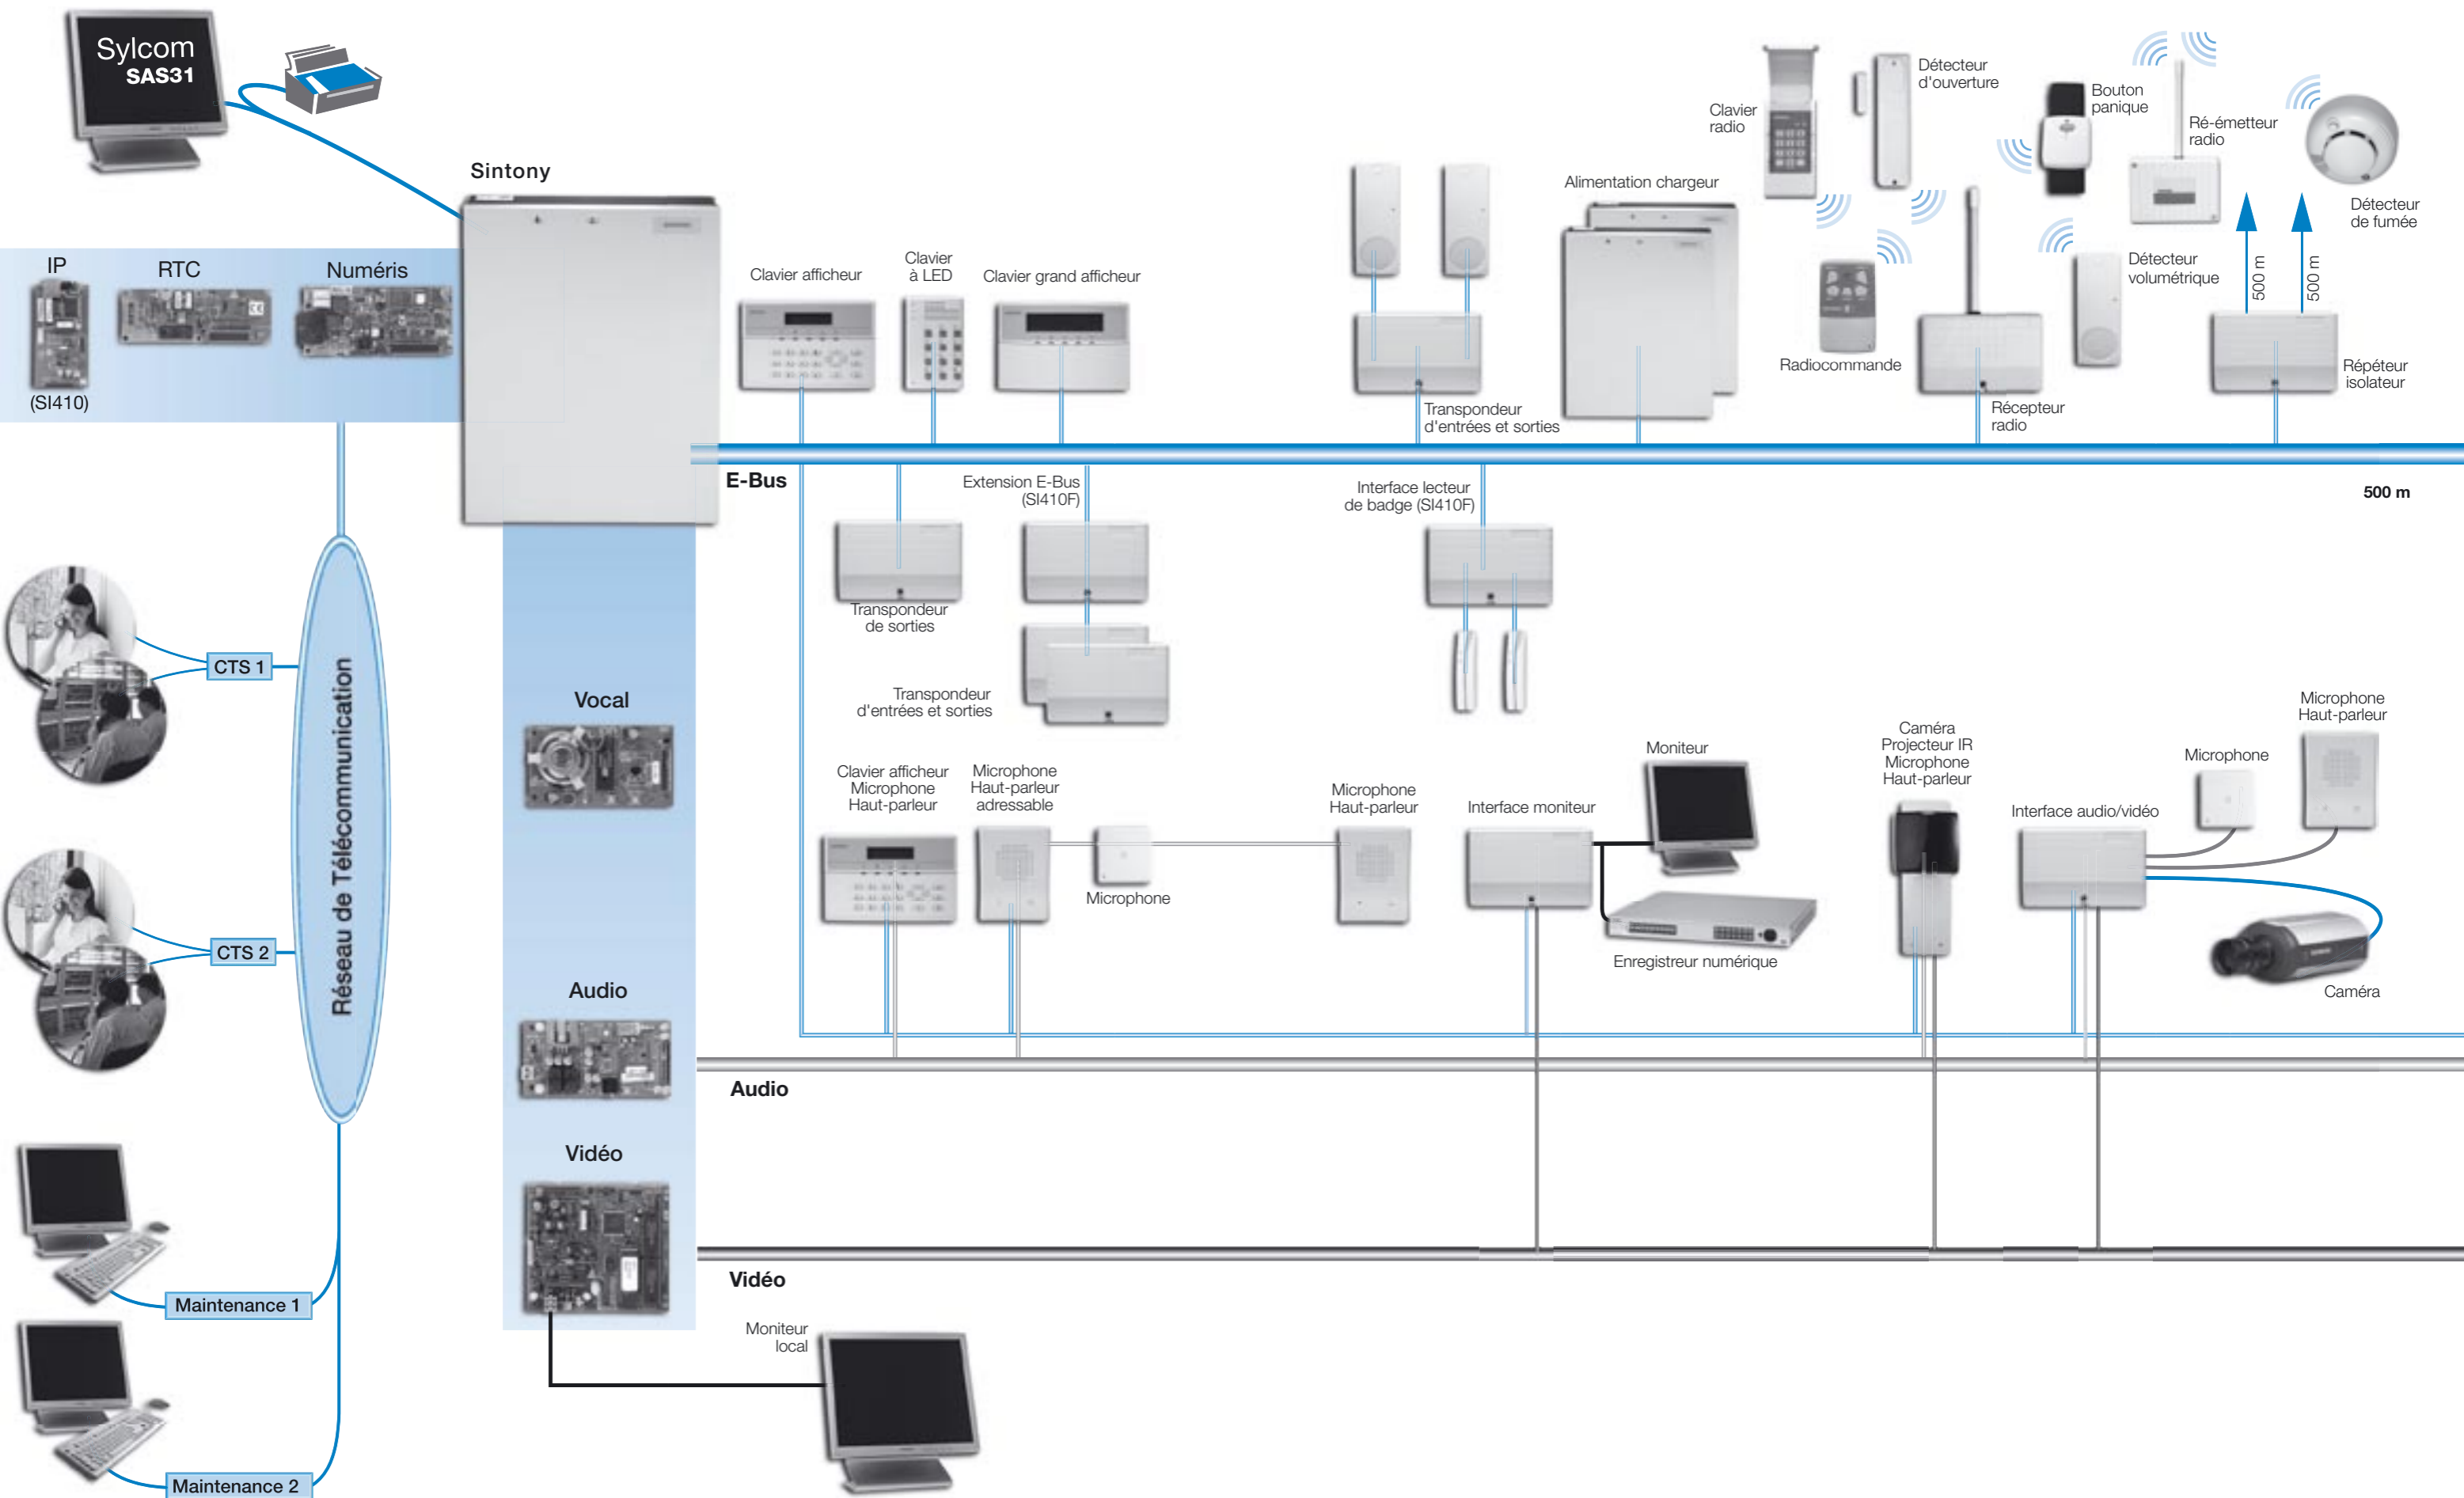 Sylcom
SAS31
Sintony
IP
RTC
Numéris
(SI410)
Clavier afficheur
Clavier
à LED
Clavier grand afficheur
Transpondeur
d'entrées et sorties
Alimentation chargeur
Clavier
radio
Détecteur
d'ouverture
Radiocommande
Récepteur
radio
Bouton
panique
Détecteur
volumétrique
Ré-émetteur
radio
Détecteur
de fumée
500 m
500 m
Répéteur
isolateur
E-Bus
500 m
Transpondeur
de sorties
Extension E-Bus
(SI410F)
Transpondeur
d'entrées et sorties
Interface lecteur
de badge (SI410F)
Réseau de Télécommunication
CTS 1
CTS 2
Maintenance 1
Maintenance 2
Vocal
Audio
Vidéo
Clavier afficheur
Microphone
Haut-parleur
Microphone
Haut-parleur
adressable
Microphone
Microphone
Haut-parleur
Interface moniteur
Moniteur
Enregistreur numérique
Caméra
Projecteur IR
Microphone
Haut-parleur
Interface audio/vidéo
Microphone
Microphone
Haut-parleur
Caméra
Audio
Vidéo
Moniteur
local